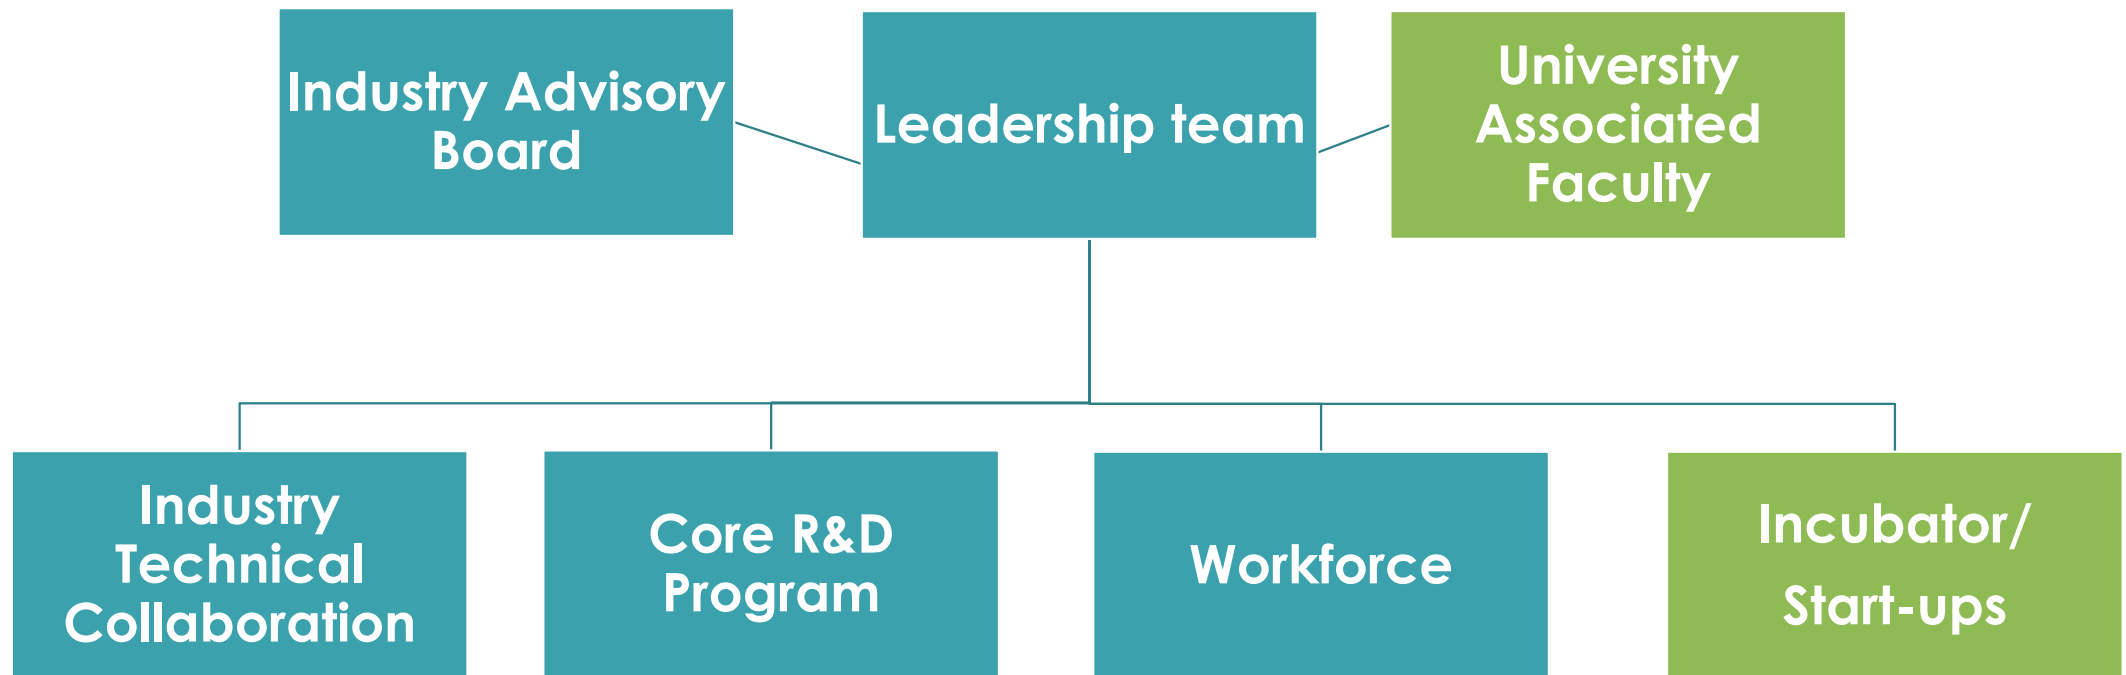 Industry Advisory
Board
Leadership team
University
Associated
Faculty
Industry
Technical
Collaboration
Core R&D
Program
Workforce
Incubator/
Start-ups